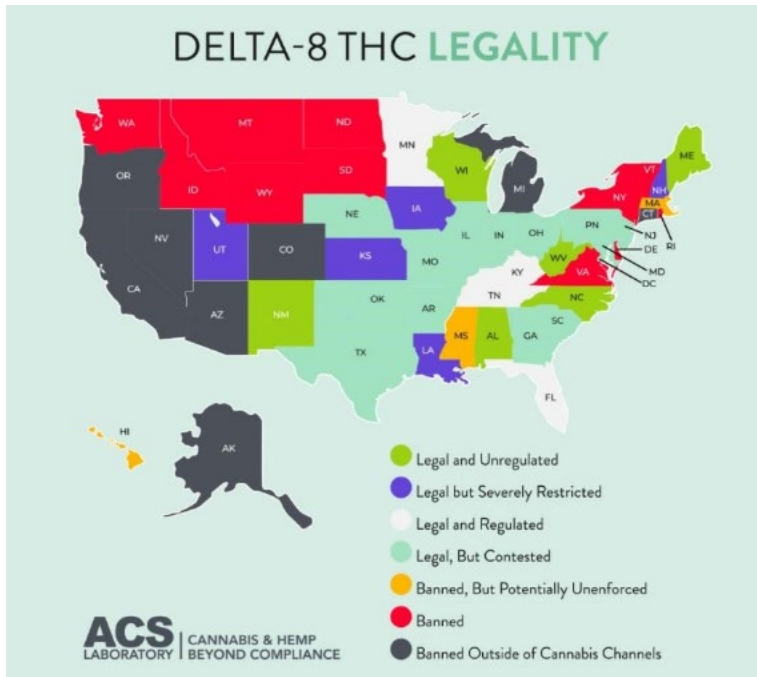 DELTA-8 THC LEGALITY
WA
MT
ND
MN
OR
ID
SD
WY
WI
MI
VT
ME
NH
NY
MA
CT
RI
NE
IA
NV
UT
CO
KS
IL
IN
OH
PN
NJ
DE
MD
DC
CA
MO
WV
VA
KY
AZ
NM
OK
AR
TN
NC
SC
TX
LA
MS
AL
GA
FL
HI
AK
Legal and Unregulated
Legal but Severely Restricted
Legal and Regulated
Legal, But Contested
Banned, But Potentially Unenforced
Banned
Banned Outside of Cannabis Channels
ACS
LABORATORY
CANNABIS & HEMP
BEYOND COMPLIANCE